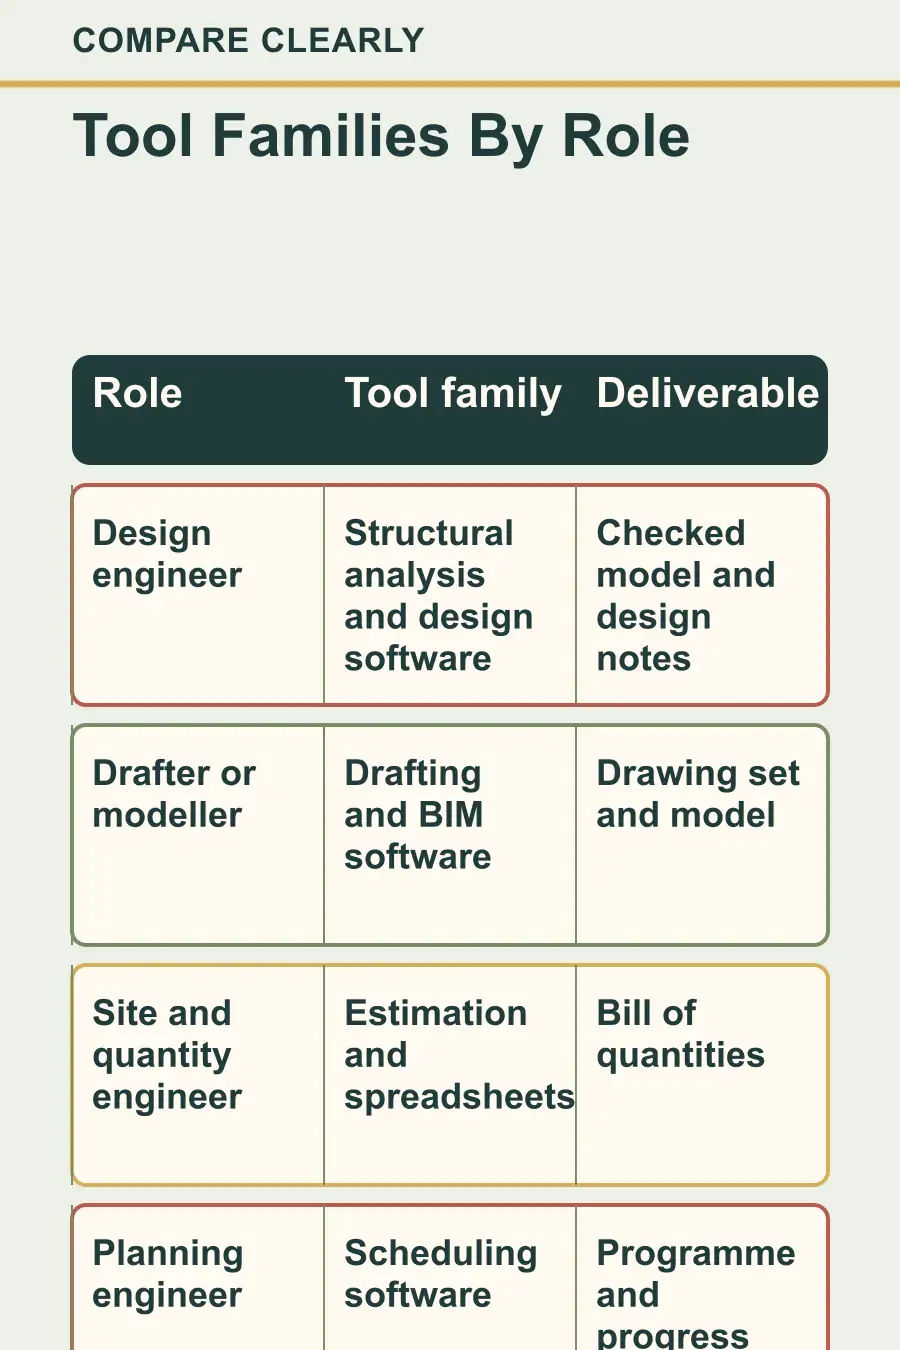 COMPARE CLEARLY
Tool Families By Role
Role Tool family Deliverable
Design
engineer
Structural
analysis
and design
software
Checked
model and
design
notes
Drafter or
modeller
Drafting
and BIM
software
Drawing set
and model
Site and
quantity
engineer
Estimation
and
spreadsheets
Bill of
quantities
Planning
engineer
Scheduling
software
Programme
and
progress